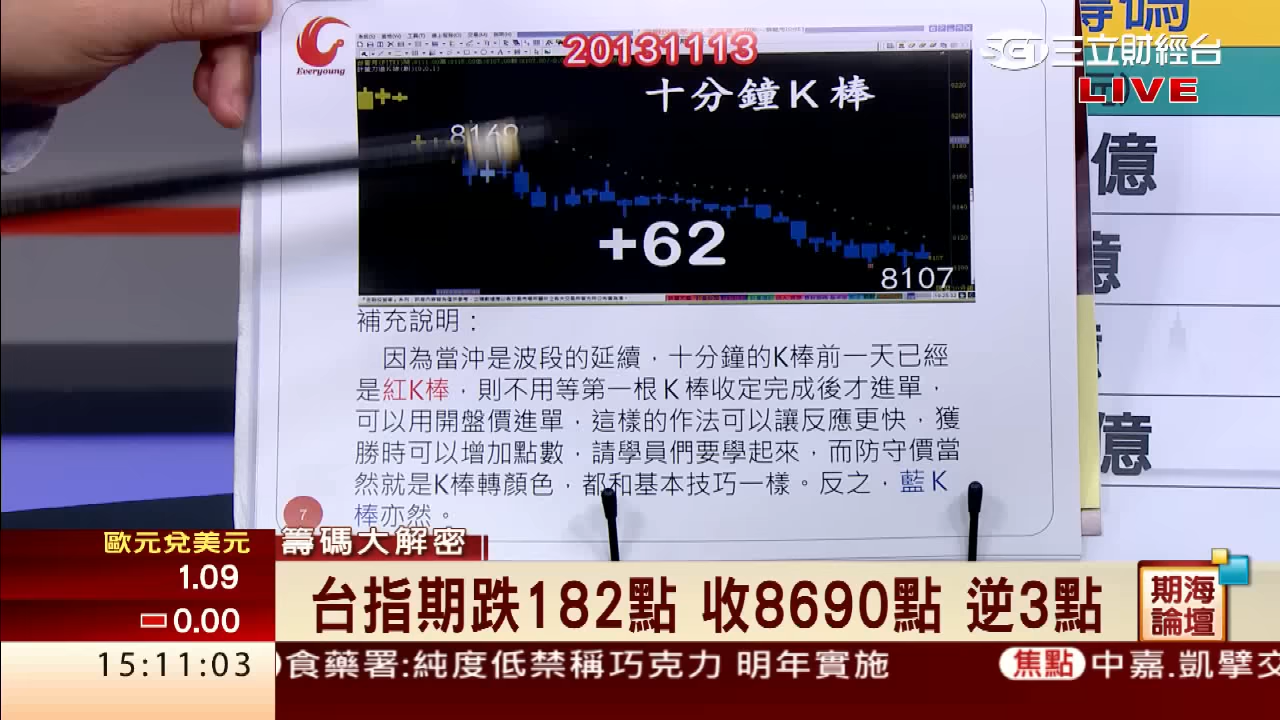 籌碼
SET三立財經台
LIVE
億
億
億
Everyoung
20131113
十分鐘K棒
8169
+62
8107
補充說明：
因為當沖是波段的延續，十分鐘的K棒前一天已經
是紅K棒，則不用等第一根K棒收定完成後才進單，
可以用開盤價進單，這樣的作法可以讓反應更快，獲
勝時可以增加點數，請學員們要學起來，而防守價當
然就是K棒轉顏色，都和基本技巧一樣。反之，藍K
棒亦然。
7
歐元兌美元
1.09
0.00
15:11:03
籌碼大解密
台指期跌182點 收8690點 逆3點
期海
論壇
食藥署:純度低禁稱巧克力 明年實施
焦點 中嘉.凱擘交